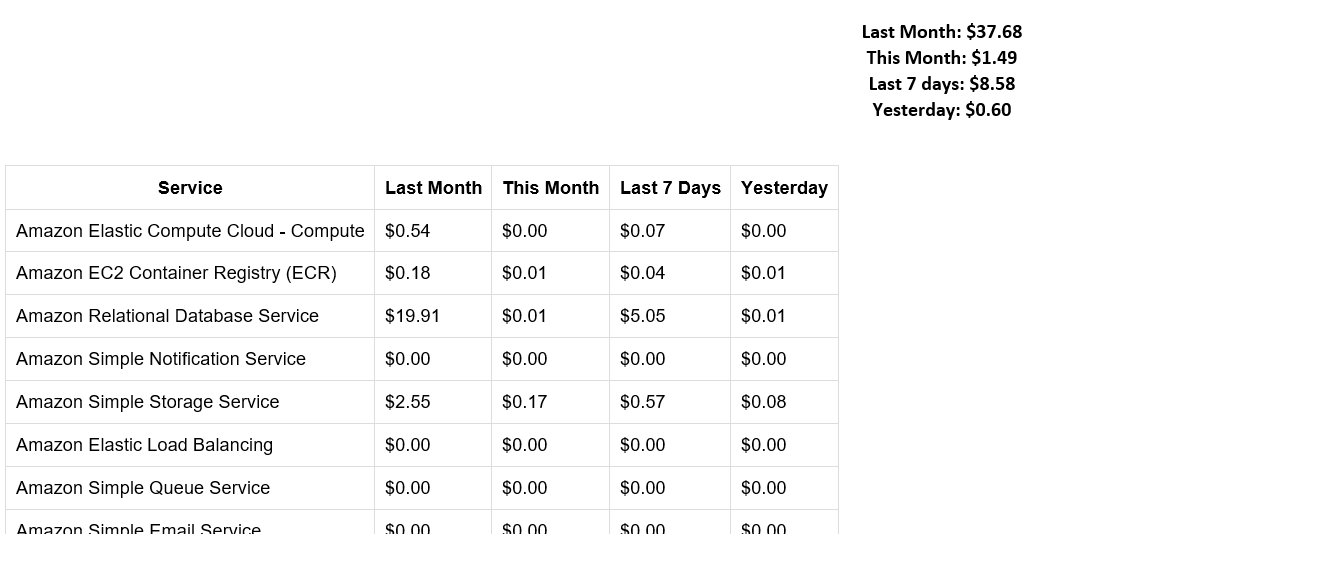 Last Month: $37.68
This Month: $1.49
Last 7 days: $8.58
Yesterday: $0.60
Service Last Month This Month Last 7 Days Yesterday
Amazon Elastic Compute Cloud - Compute $0.54 $0.00 $0.07 $0.00
Amazon EC2 Container Registry (ECR) $0.18 $0.01 $0.04 $0.01
Amazon Relational Database Service $19.91 $0.01 $5.05 $0.01
Amazon Simple Notification Service $0.00 $0.00 $0.00 $0.00
Amazon Simple Storage Service $2.55 $0.17 $0.57 $0.08
Amazon Elastic Load Balancing $0.00 $0.00 $0.00 $0.00
Amazon Simple Queue Service $0.00 $0.00 $0.00 $0.00
Amazon Simple Email Service $0.00 $0.00 $0.00 $0.00